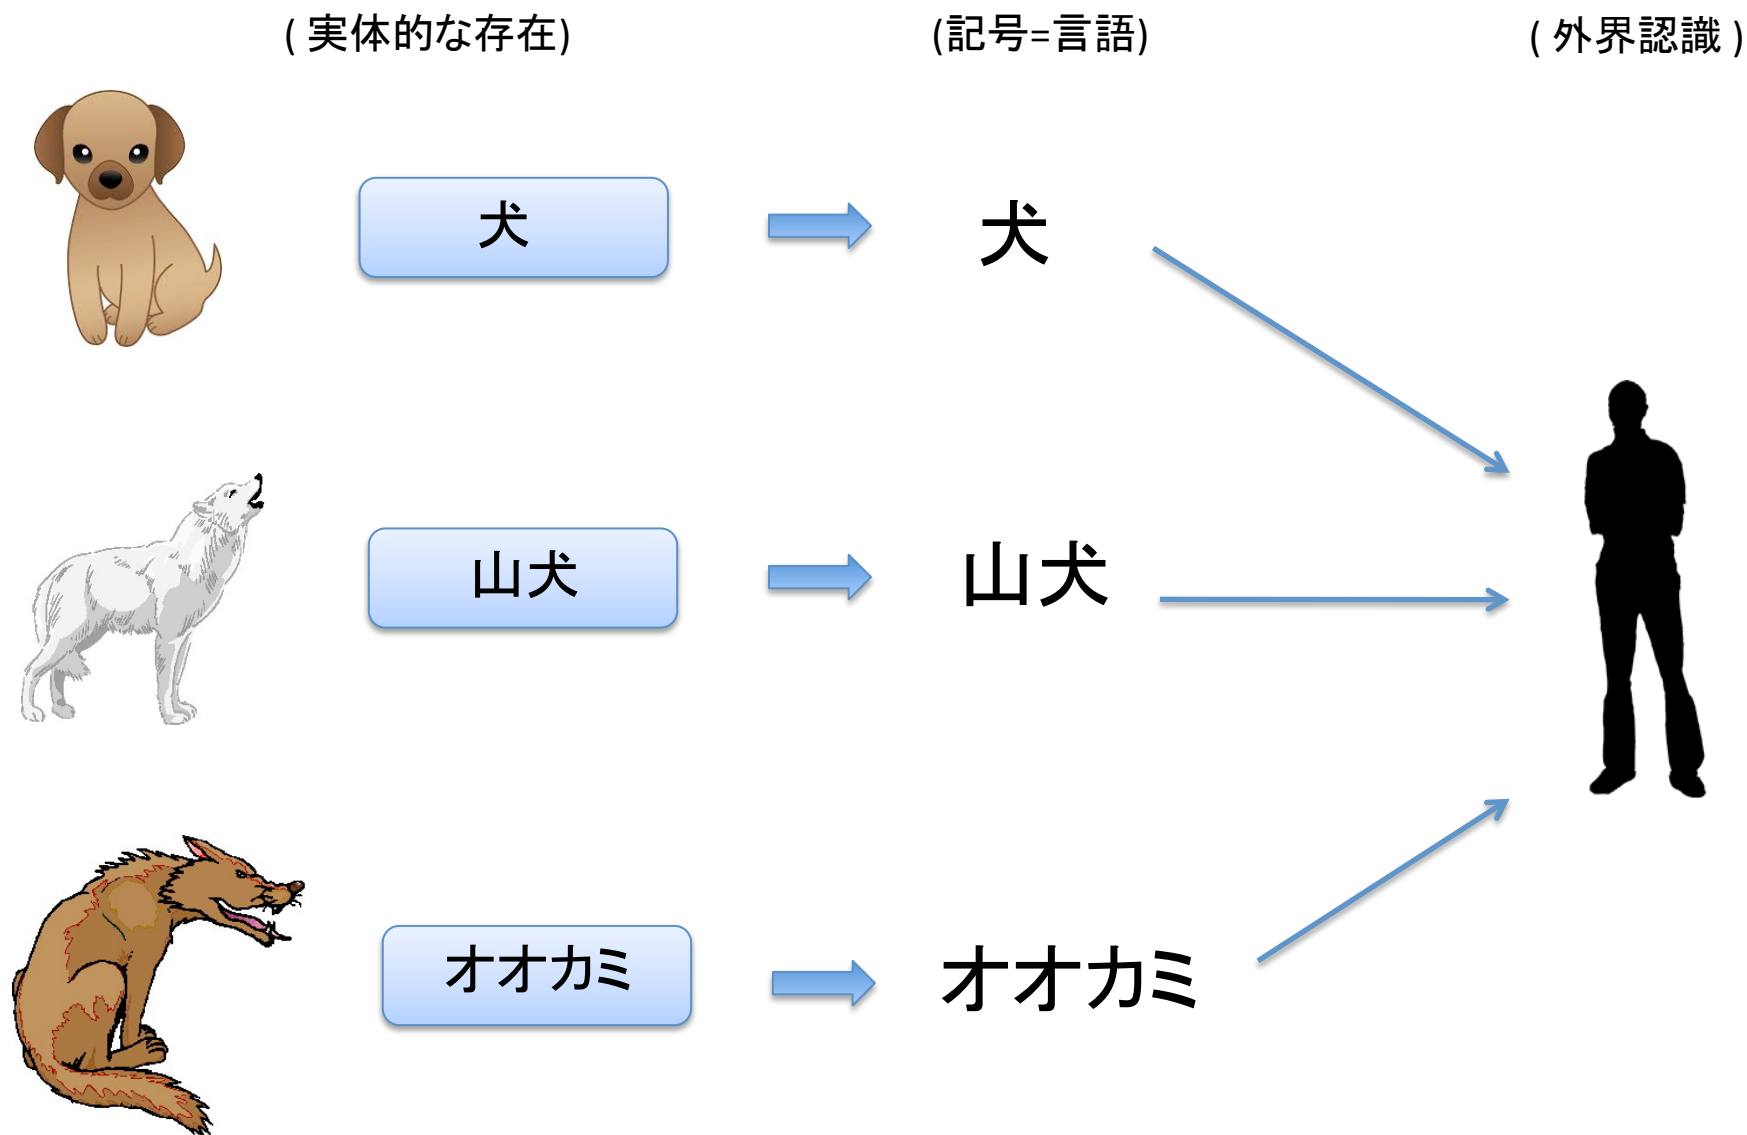 ( 実体的な存在)
(記号=言語)
( 外界認識 )
犬
犬
山犬
山犬
オオカミ
オオカミ